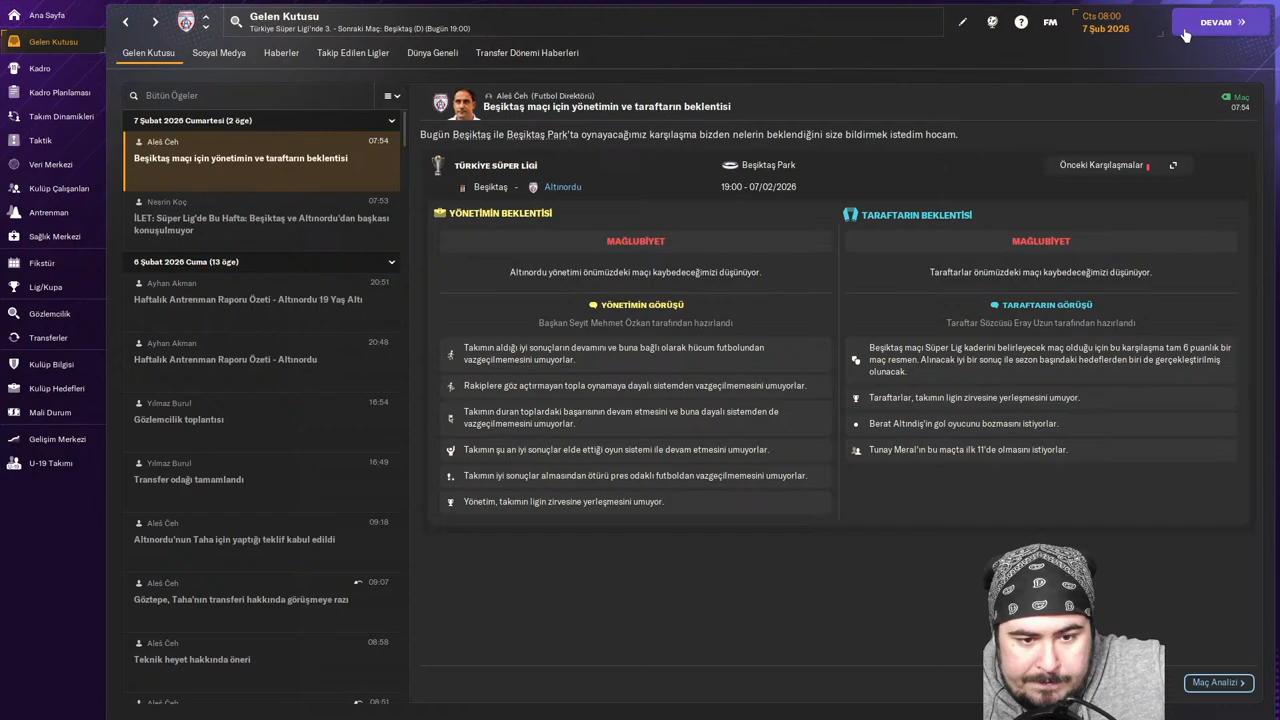 Ana Sayfa
Gelen Kutusu
Kadro
Kadro Planlaması
Takım Dinamikleri
Taktik
Veri Merkezi
Kulüp Çalışanları
Antrenman
Sağlık Merkezi
Fikstür
Lig/Kupa
Gözlemcilik
Transferler
Kulüp Bilgisi
Kulüp Hedefleri
Mali Durum
Gelişim Merkezi
U-19 Takımı
Gelen Kutusu
Türkiye Süper Lig'de 3. - Sonraki Maç: Beşiktaş (D) (Bugün 19:00)
FM
Cts 08:00
7 Şub 2026
DEVAM
Gelen Kutusu
Sosyal Medya
Haberler
Takip Edilen Ligler
Dünya Geneli
Transfer Dönemi Haberleri
Bütün Ögeler
7 Şubat 2026 Cumartesi (2 öge)
Aleš Čeh 07:54
Beşiktaş maçı için yönetimin ve taraftarın beklentisi
Nesrin Koç 07:53
İLET: Süper Lig'de Bu Hafta: Beşiktaş ve Altınordu'dan başkası
konuşulmuyor
6 Şubat 2026 Cuma (13 öge)
Ayhan Akman 20:51
Haftalık Antrenman Raporu Özeti - Altınordu 19 Yaş Altı
Ayhan Akman 20:48
Haftalık Antrenman Raporu Özeti - Altınordu
Yılmaz Burul 16:54
Gözlemcilik toplantısı
Yılmaz Burul 16:49
Transfer odağı tamamlandı
Aleš Čeh 09:18
Altınordu'nun Taha için yaptığı teklif kabul edildi
Aleš Čeh 09:07
Göztepe, Taha'nın transferi hakkında görüşmeye razı
Aleš Čeh 08:58
Teknik heyet hakkında öneri
Aleš Čeh 08:51
Aleš Čeh (Futbol Direktörü)
Beşiktaş maçı için yönetimin ve taraftarın beklentisi
Maç
07:54
Bugün Beşiktaş ile Beşiktaş Park'ta oynayacağımız karşılaşma bizden nelerin beklendiğini size bildirmek istedim hocam.
TÜRKİYE SÜPER LİGİ
Beşiktaş Park
Önceki Karşılaşmalar
Beşiktaş - Altınordu
19:00 - 07/02/2026
YÖNETİMİN BEKLENTİSİ
MAĞLUBİYET
Altınordu yönetimi önümüzdeki maçı kaybedeceğimizi düşünüyor.
YÖNETİMİN GÖRÜŞÜ
Başkan Seyit Mehmet Özkan tarafından hazırlandı
Takımın aldığı iyi sonuçların devamını ve buna bağlı olarak hücum futbolundan
vazgeçilmemesini umuyorlar.
Rakiplere göz açtırmayan topla oynamaya dayalı sistemden vazgeçilmemesini umuyorlar.
Takımın duran toplardaki başarısının devam etmesini ve buna dayalı sistemden de
vazgeçilmemesini umuyorlar.
Takımın şu an iyi sonuçlar elde ettiği oyun sistemi ile devam etmesini umuyorlar.
Takımın iyi sonuçlar almasından ötürü pres odaklı futboldan vazgeçilmemesini umuyorlar.
Yönetim, takımın ligin zirvesine yerleşmesini umuyor.
TARAFTARIN BEKLENTİSİ
MAĞLUBİYET
Taraftarlar önümüzdeki maçı kaybedeceğimizi düşünüyor.
TARAFTARIN GÖRÜŞÜ
Taraftar Sözcüsü Eray Uzun tarafından hazırlandı
Beşiktaş maçı Süper Lig kaderini belirleyecek maç olduğu için bu karşılaşma tam 6 puanlık bir
maç resmen. Alınacak iyi bir sonuç ile sezon başındaki hedeflerden biri de gerçekleştirilmiş
olunacak.
Taraftarlar, takımın ligin zirvesine yerleşmesini umuyor.
Berat Altındiş'in gol oyucunu bozmasını istiyorlar.
Tunay Meral'ın bu maçta ilk 11'de olmasını istiyorlar.
Maç Analizi